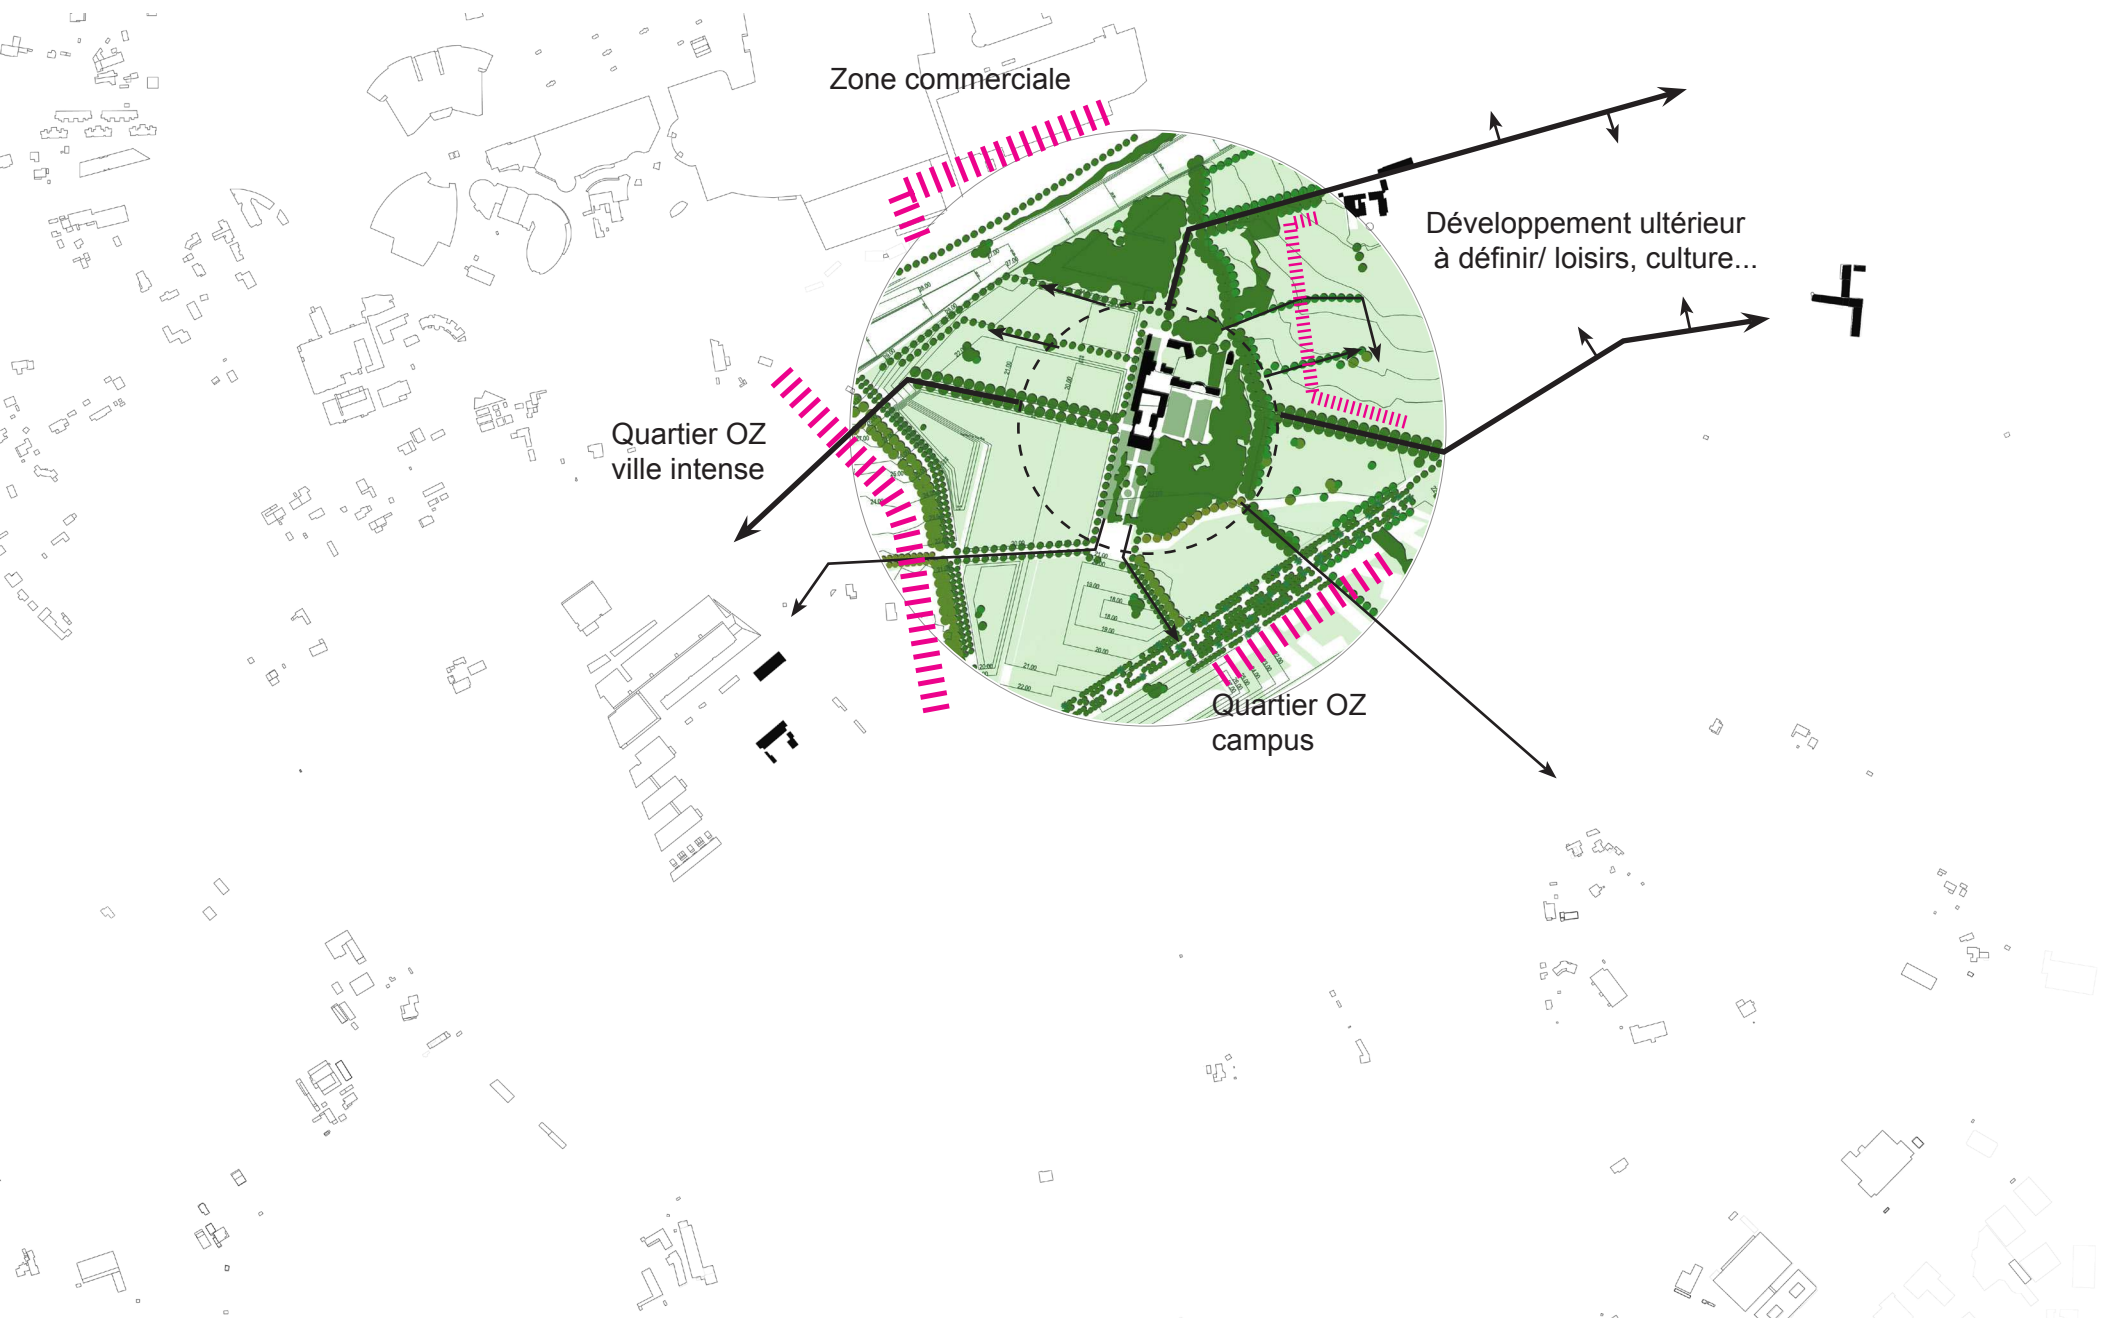 Zone commerciale
Développement ultérieur
à définir/ loisirs, culture...
Quartier OZ
ville intense
Quartier OZ
campus